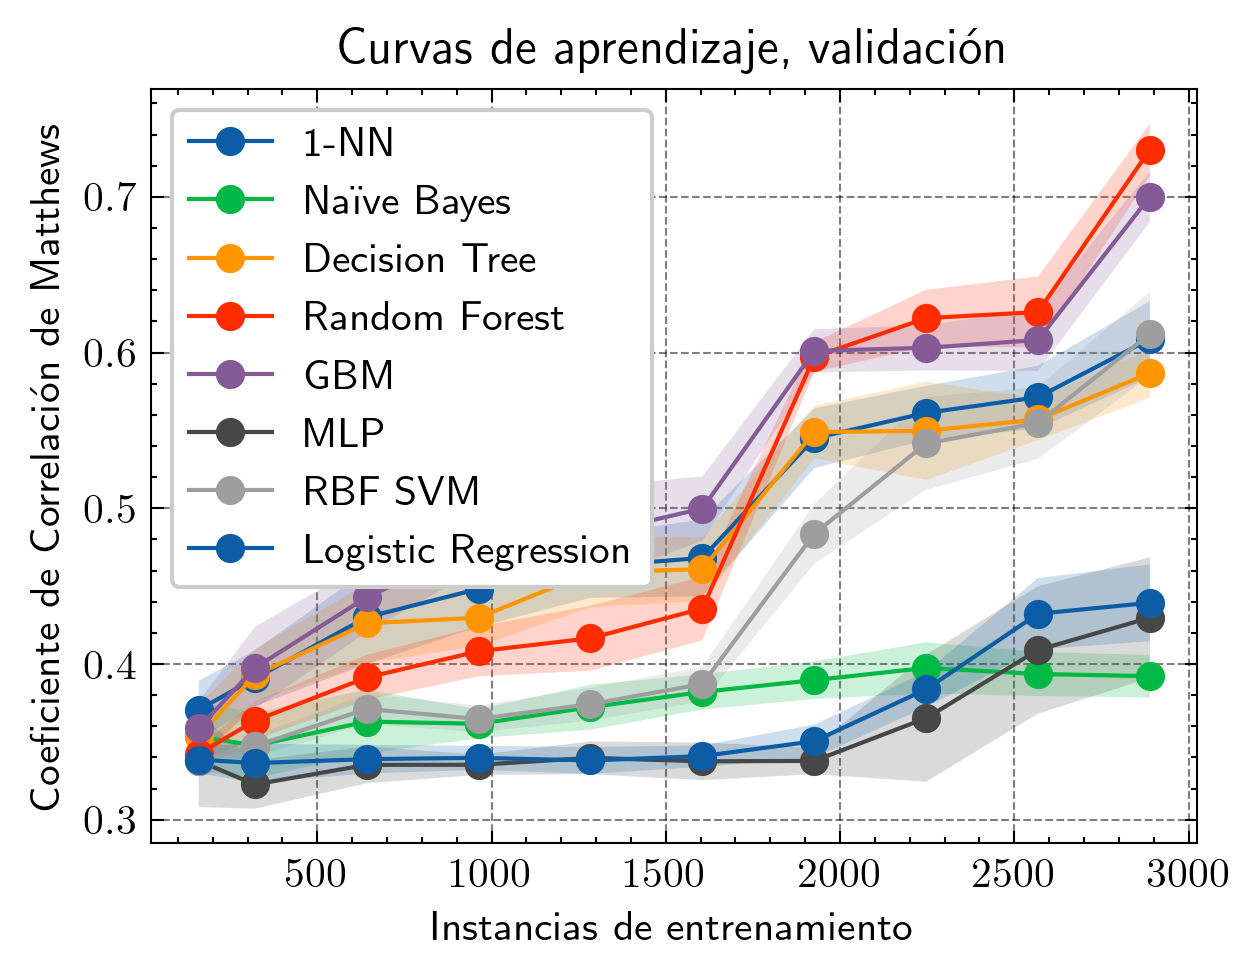 Curvas de aprendizaje, validación
Coeficiente de Correlación de Matthews
0.7
0.6
0.5
0.4
0.3
1-NN
Naïve Bayes
Decision Tree
Random Forest
GBM
MLP
RBF SVM
Logistic Regression
500 1000 1500 2000 2500 3000
Instancias de entrenamiento